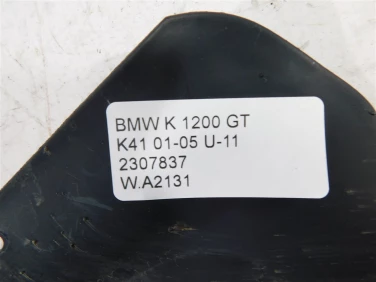 BMW K 1200 GT
K41 01-05 U-11
2307837
W.A2131